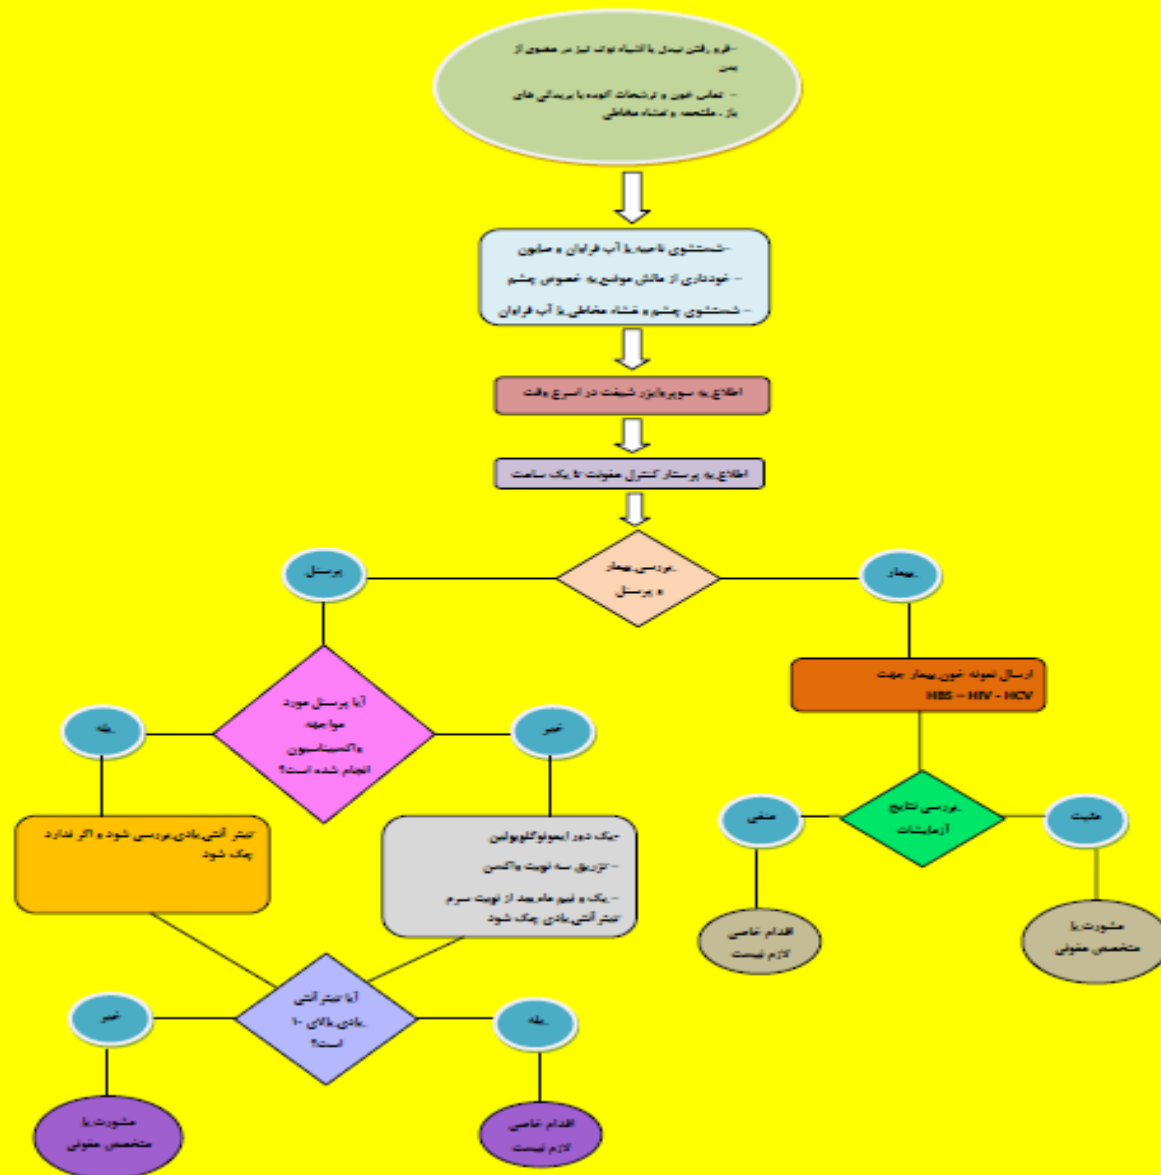 -فرو رفتن نیدل یا اشیاء نوک تیز در عضوی از
بدن
- تماس خون و ترشحات آلوده با بریدگی های
باز ، ملتحمه و غشاء مخاطی
-شستشوی ناحیه با آب فراوان و صابون
- خودداری از مالش موضع به خصوص چشم
- شستشوی چشم و غشاء مخاطی با آب فراوان
اطلاع به سوپروایزر شیفت در اسرع وقت
اطلاع به پرستار کنترل عفونت تا یک ساعت
بررسی بیمار
و پرسنل
پرسنل
بیمار
ارسال نمونه خون بیمار جهت
HBS – HIV - HCV
آیا پرسنل مورد
مواجهه
واکسیناسیون
انجام شده است؟
بله
خیر
بررسی نتایج
آزمایشات
منفی
مثبت
تیتر آنتی بادی بررسی شود و اگر ندارد
چک شود
-یک دور ایمونوگلوبولین
- تزریق سه نوبت واکسن
- یک و نیم ماه بعد از نوبت سوم
تیتر آنتی بادی چک شود
اقدام خاصی
لازم نیست
مشورت با
متخصص عفونی
آیا تیتر آنتی
بادی بالای ۱۰
است؟
خیر
بله
مشورت با
متخصص عفونی
اقدام خاصی
لازم نیست